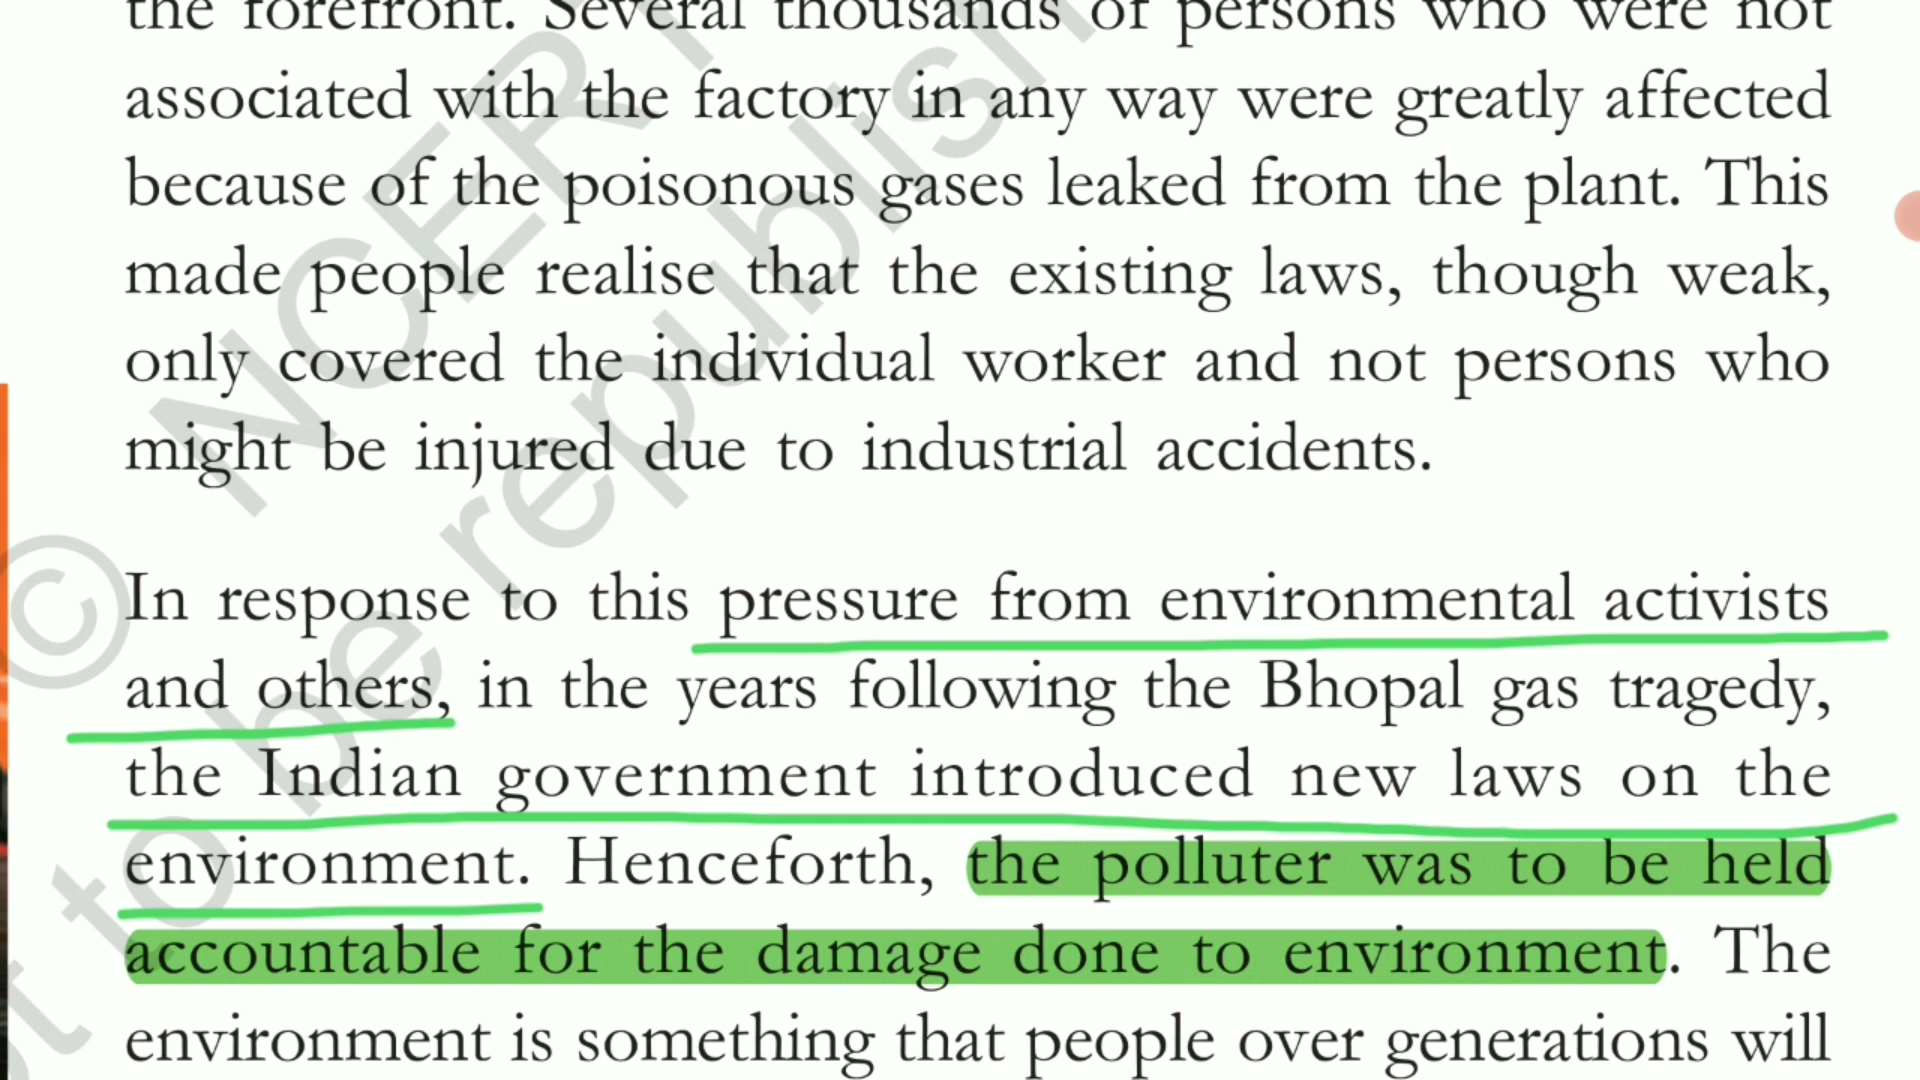 the forefront. Several thousands of persons who were not
associated with the factory in any way were greatly affected
because of the poisonous gases leaked from the plant. This
made people realise that the existing laws, though weak,
only covered the individual worker and not persons who
might be injured due to industrial accidents.
In response to this pressure from environmental activists
and others, in the years following the Bhopal gas tragedy,
the Indian government introduced new laws on the
environment. Henceforth, the polluter was to be held
accountable for the damage done to environment. The
environment is something that people over generations will
© NCERT
to be republish